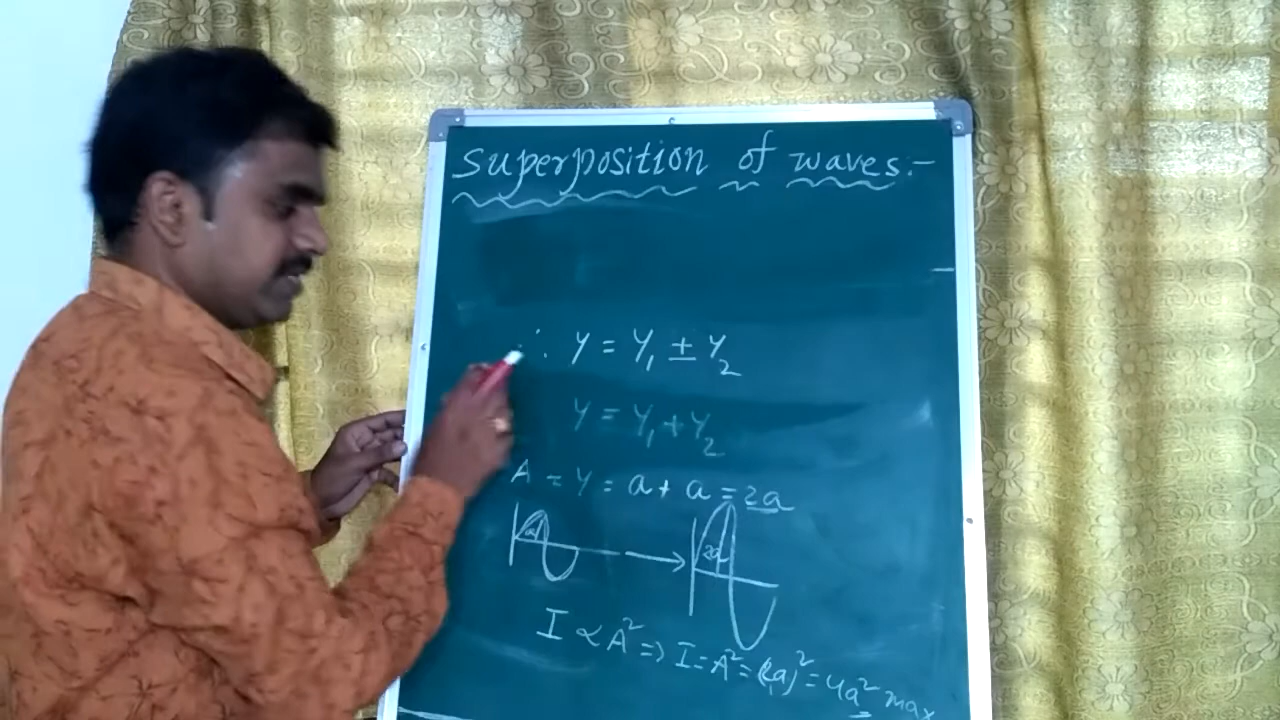 Superposition of waves:-
∴ y = y₁ ± y₂
y = y₁ + y₂
A = y = a + a = 2a
a 2a
I ∝ A² ⇒ I = A² = (2a)² = 4a² max